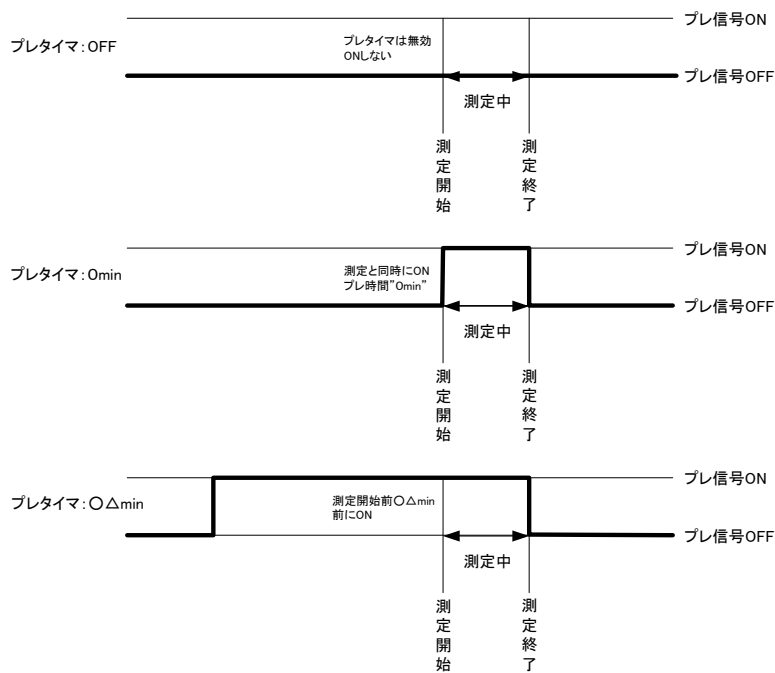 プレ信号ON
プレタイマ：OFF
プレタイマは無効
ONしない
プレ信号OFF
測定中
測定開始
測定終了
プレ信号ON
プレタイマ：0min
測定と同時にON
プレ時間”0min”
プレ信号OFF
測定中
測定開始
測定終了
プレ信号ON
プレタイマ：○△min
測定開始前○△min
前にON
プレ信号OFF
測定中
測定開始
測定終了